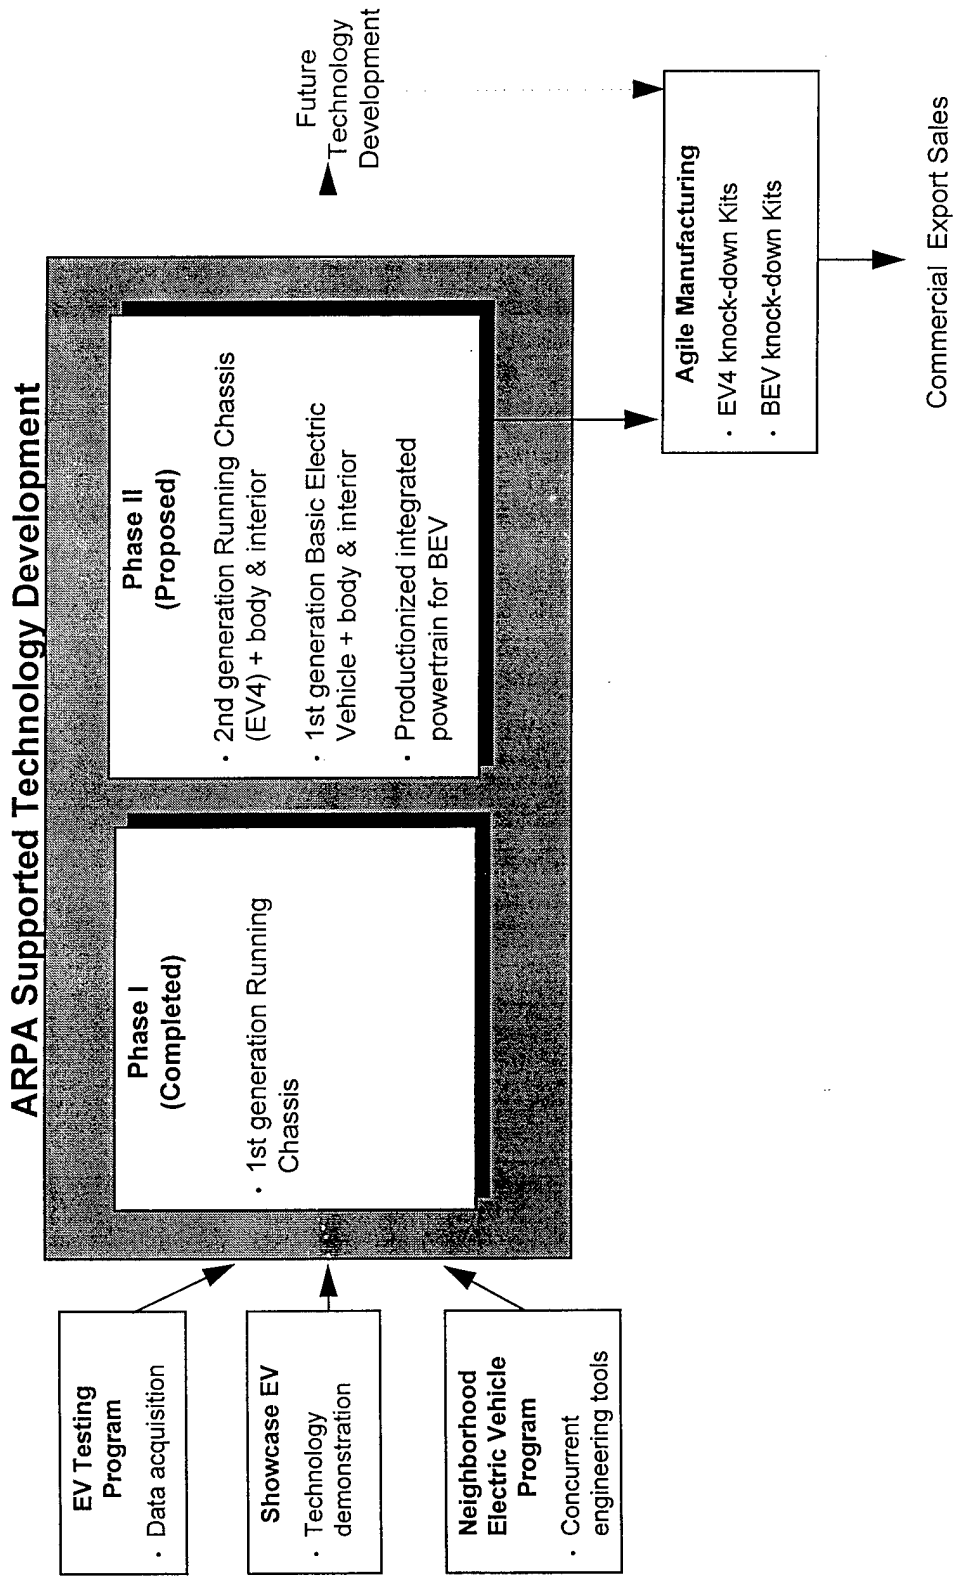 ARPA Supported Technology Development
EV Testing
Program
· Data acquisition
Showcase EV
· Technology
demonstration
Neighborhood
Electric Vehicle
Program
· Concurrent
engineering tools
Phase I
(Completed)
· 1st generation Running
Chassis
Phase II
(Proposed)
· 2nd generation Running Chassis
(EV4) + body & interior
· 1st generation Basic Electric
Vehicle + body & interior
· Productionized integrated
powertrain for BEV
Future
Technology
Development
Agile Manufacturing
· EV4 knock-down Kits
· BEV knock-down Kits
Commercial Export Sales